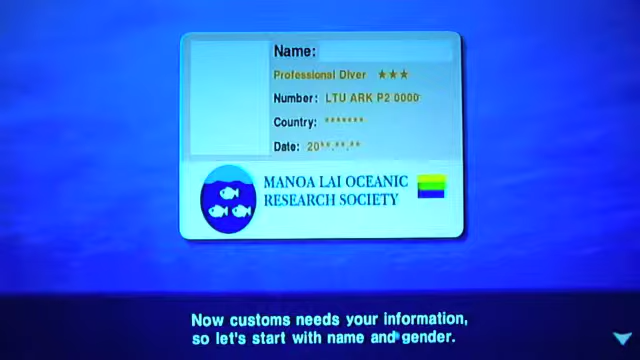 Name:
Professional Diver ★★★
Number: LTU ARK P2 0000
Country: *******
Date: 20**.**.**
MANOA LAI OCEANIC
RESEARCH SOCIETY
Now customs needs your information,
so let's start with name and gender.